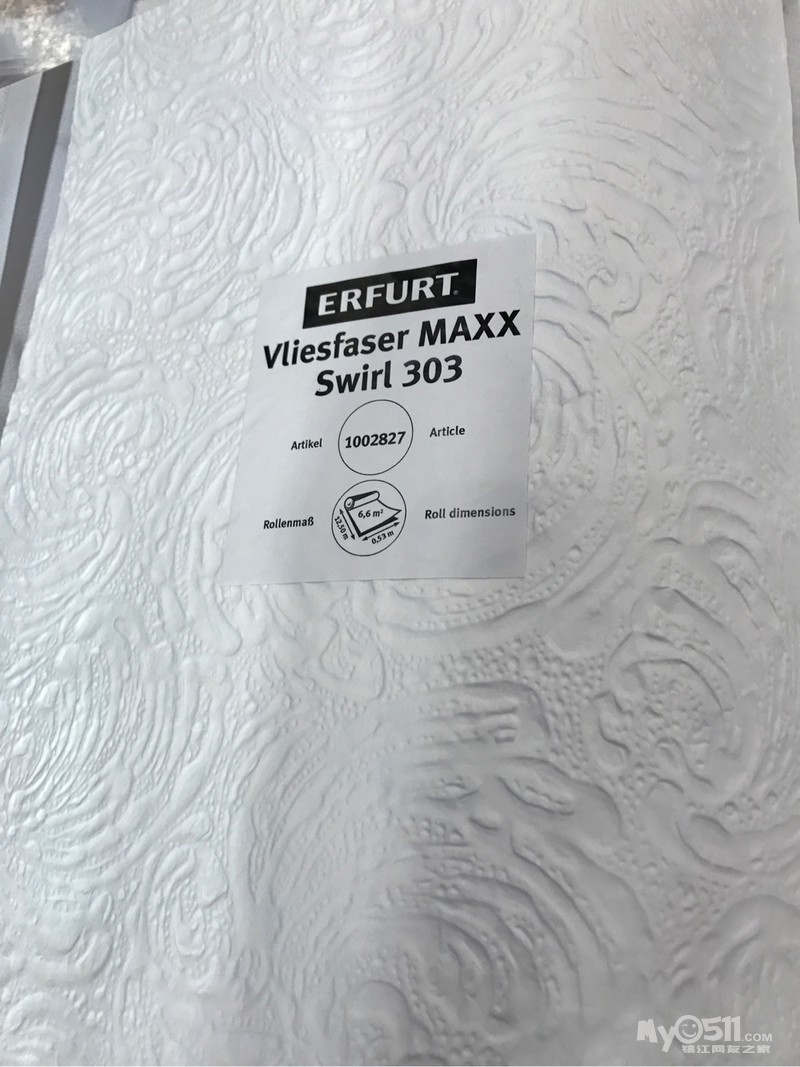 ERFURT
Vliesfaser MAXX
Swirl 303
Artikel 1002827 Article
Rollenmaß 12,50 m 6,6 m² 0,53 m Roll dimensions
My0511.COM
镇江网友之家